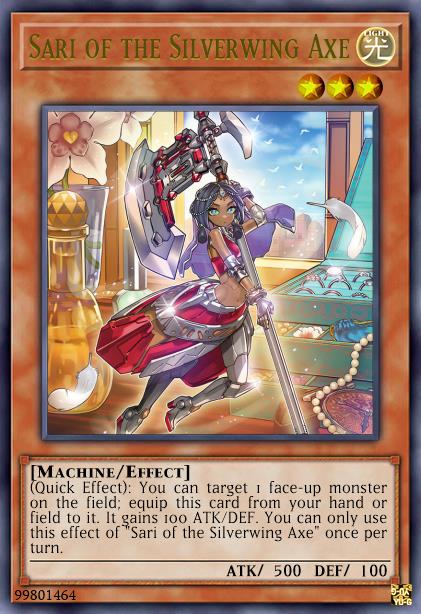 Sari of the Silverwing Axe
LIGHT
光
[Machine/Effect]
(Quick Effect): You can target 1 face-up monster
on the field; equip this card from your hand or
field to it. It gains 100 ATK/DEF. You can only use
this effect of "Sari of the Silverwing Axe" once per
turn.
ATK/ 500 DEF/ 100
99801464